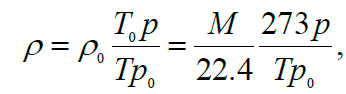 ρ = ρ₀ T₀p / Tp₀ = M / 22.4 273p / Tp₀ ,